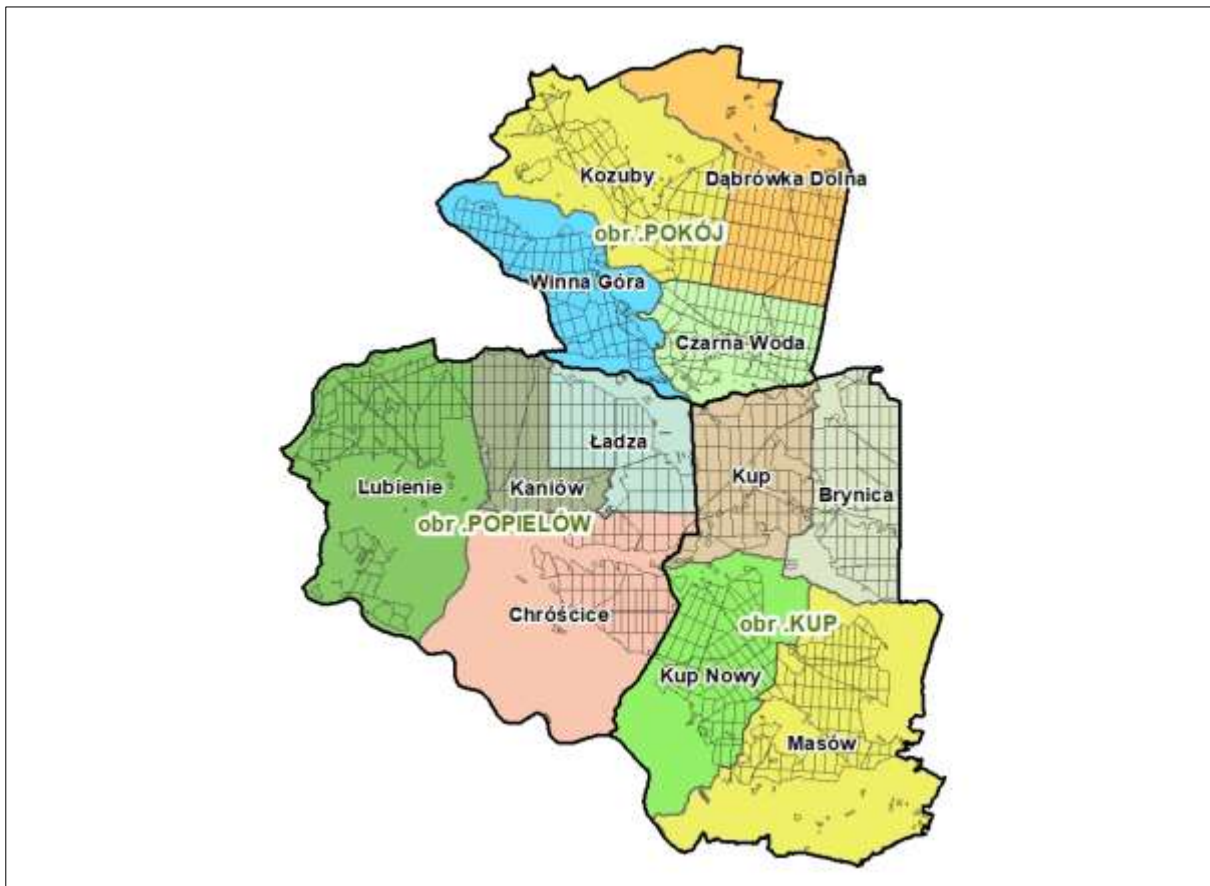 Kozuby
Dąbrówka Dolna
obr .POKÓJ
Winna Góra
Czarna Woda
Ładza
Kup
Lubienie
Kaniów
Brynica
obr .POPIELÓW
Chróścice
obr .KUP
Kup Nowy
Masów